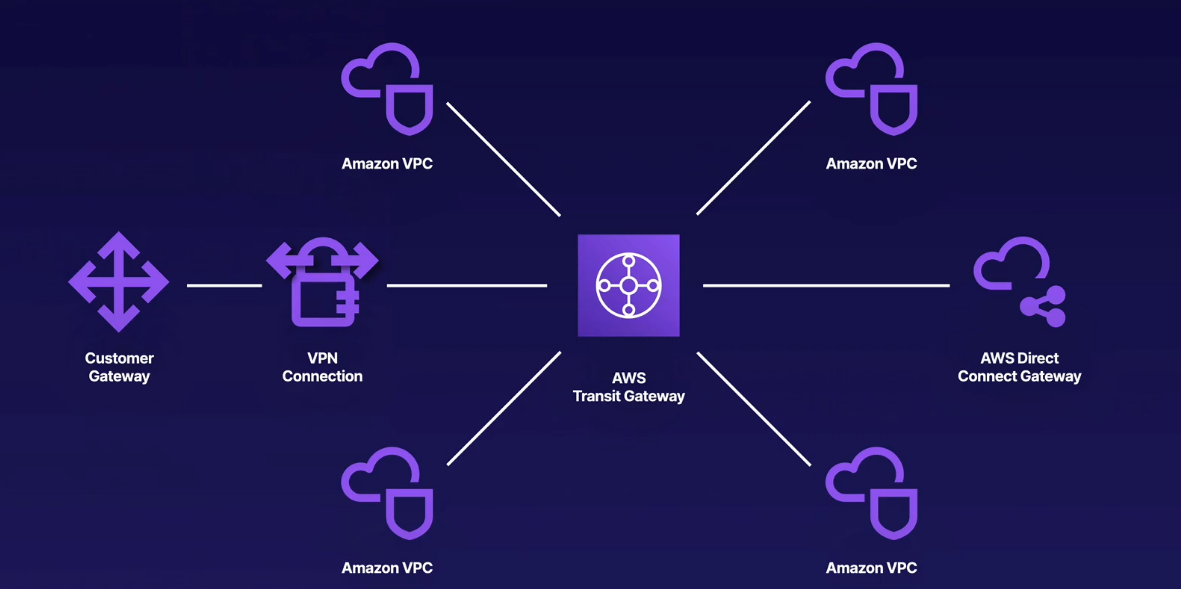 Amazon VPC
Amazon VPC
Customer
Gateway
VPN
Connection
AWS
Transit Gateway
AWS Direct
Connect Gateway
Amazon VPC
Amazon VPC